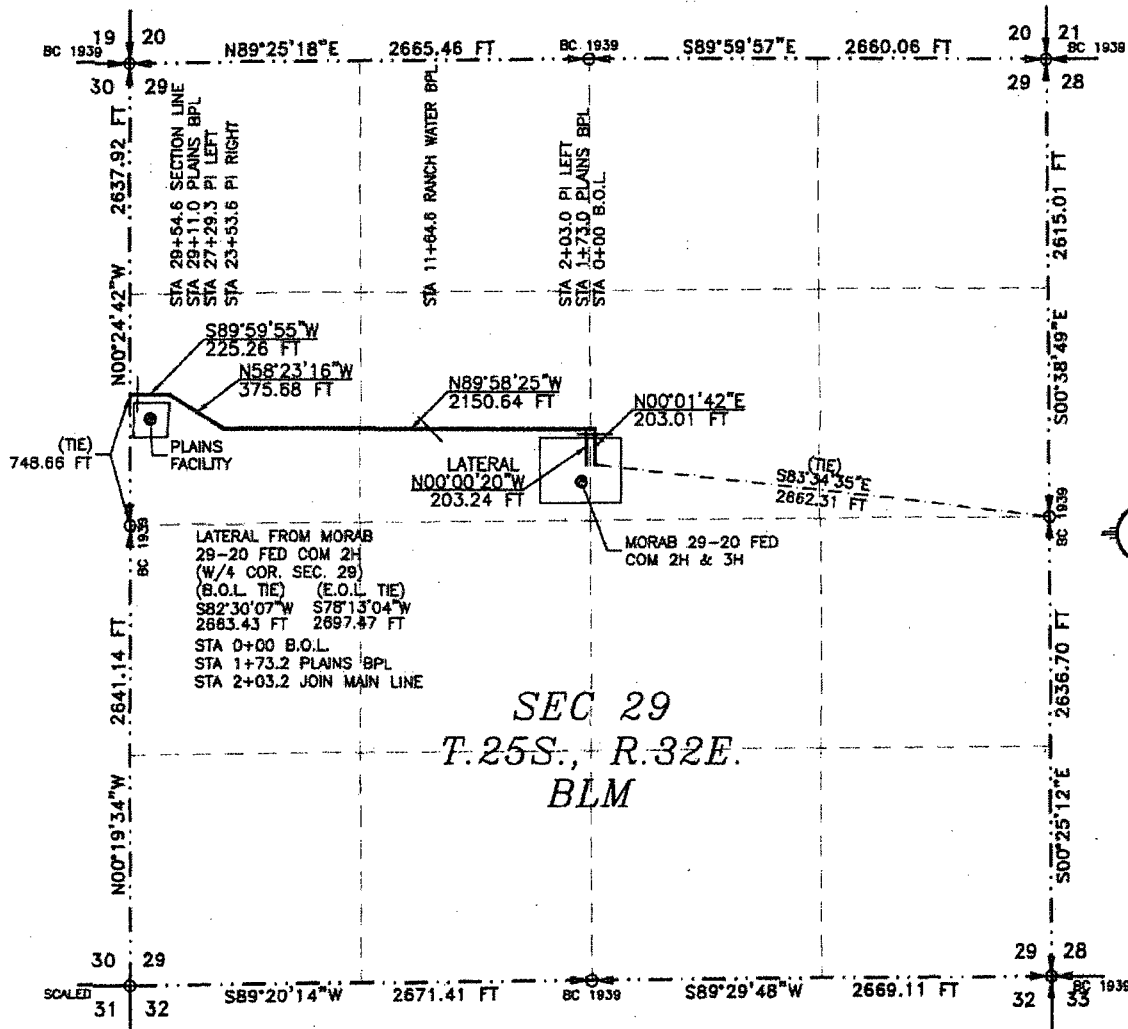 19 20
BC 1939
30 29
N89°25'18"E 2665.46 FT
BC 1939
S89°59'57"E 2660.06 FT
20 21
BC 1939
29 28
N00°24'42"W 2637.92 FT
STA 29+54.6 SECTION LINE
STA 29+11.0 PLAINS BPL
STA 27+29.3 PI LEFT
STA 23+53.6 PI RIGHT
STA 11+64.6 RANCH WATER BPL
STA 2+03.0 PI LEFT
STA 1+73.0 PLAINS BPL
STA 0+00 B.O.L.
S00°38'49"E 2615.01 FT
S89°59'55"W
225.26 FT
N58°23'16"W
375.68 FT
N89°58'25"W
2150.64 FT
N00°01'42"E
203.01 FT
(TIE)
748.66 FT
PLAINS
FACILITY
LATERAL
N00°00'20"W
203.24 FT
(TIE)
S83°34'35"E
2662.31 FT
MORAB 29-20 FED
COM 2H & 3H
BC 1939
BC 1939
LATERAL FROM MORAB
29-20 FED COM 2H
(W/4 COR. SEC. 29)
(B.O.L. TIE) (E.O.L. TIE)
S82°30'07"W S78°13'04"W
2683.43 FT 2697.47 FT
STA 0+00 B.O.L.
STA 1+73.2 PLAINS BPL
STA 2+03.2 JOIN MAIN LINE
N00°19'34"W 2641.14 FT
SEC 29
T.25S., R.32E.
BLM
S00°25'12"E 2636.70 FT
30 29
SCALED
31 32
S89°20'14"W 2671.41 FT
BC 1939
S89°29'48"W 2669.11 FT
29 28
BC 1939
32 33